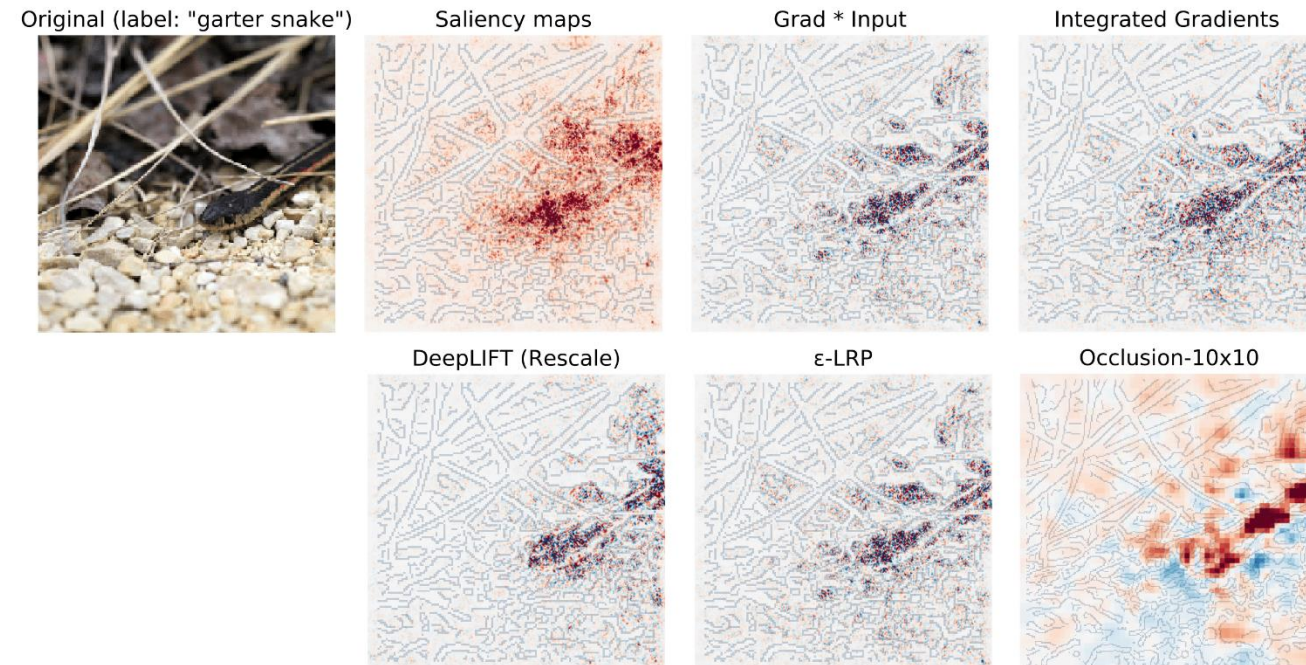 Original (label: "garter snake")
Saliency maps
Grad * Input
Integrated Gradients
DeepLIFT (Rescale)
ε-LRP
Occlusion-10x10